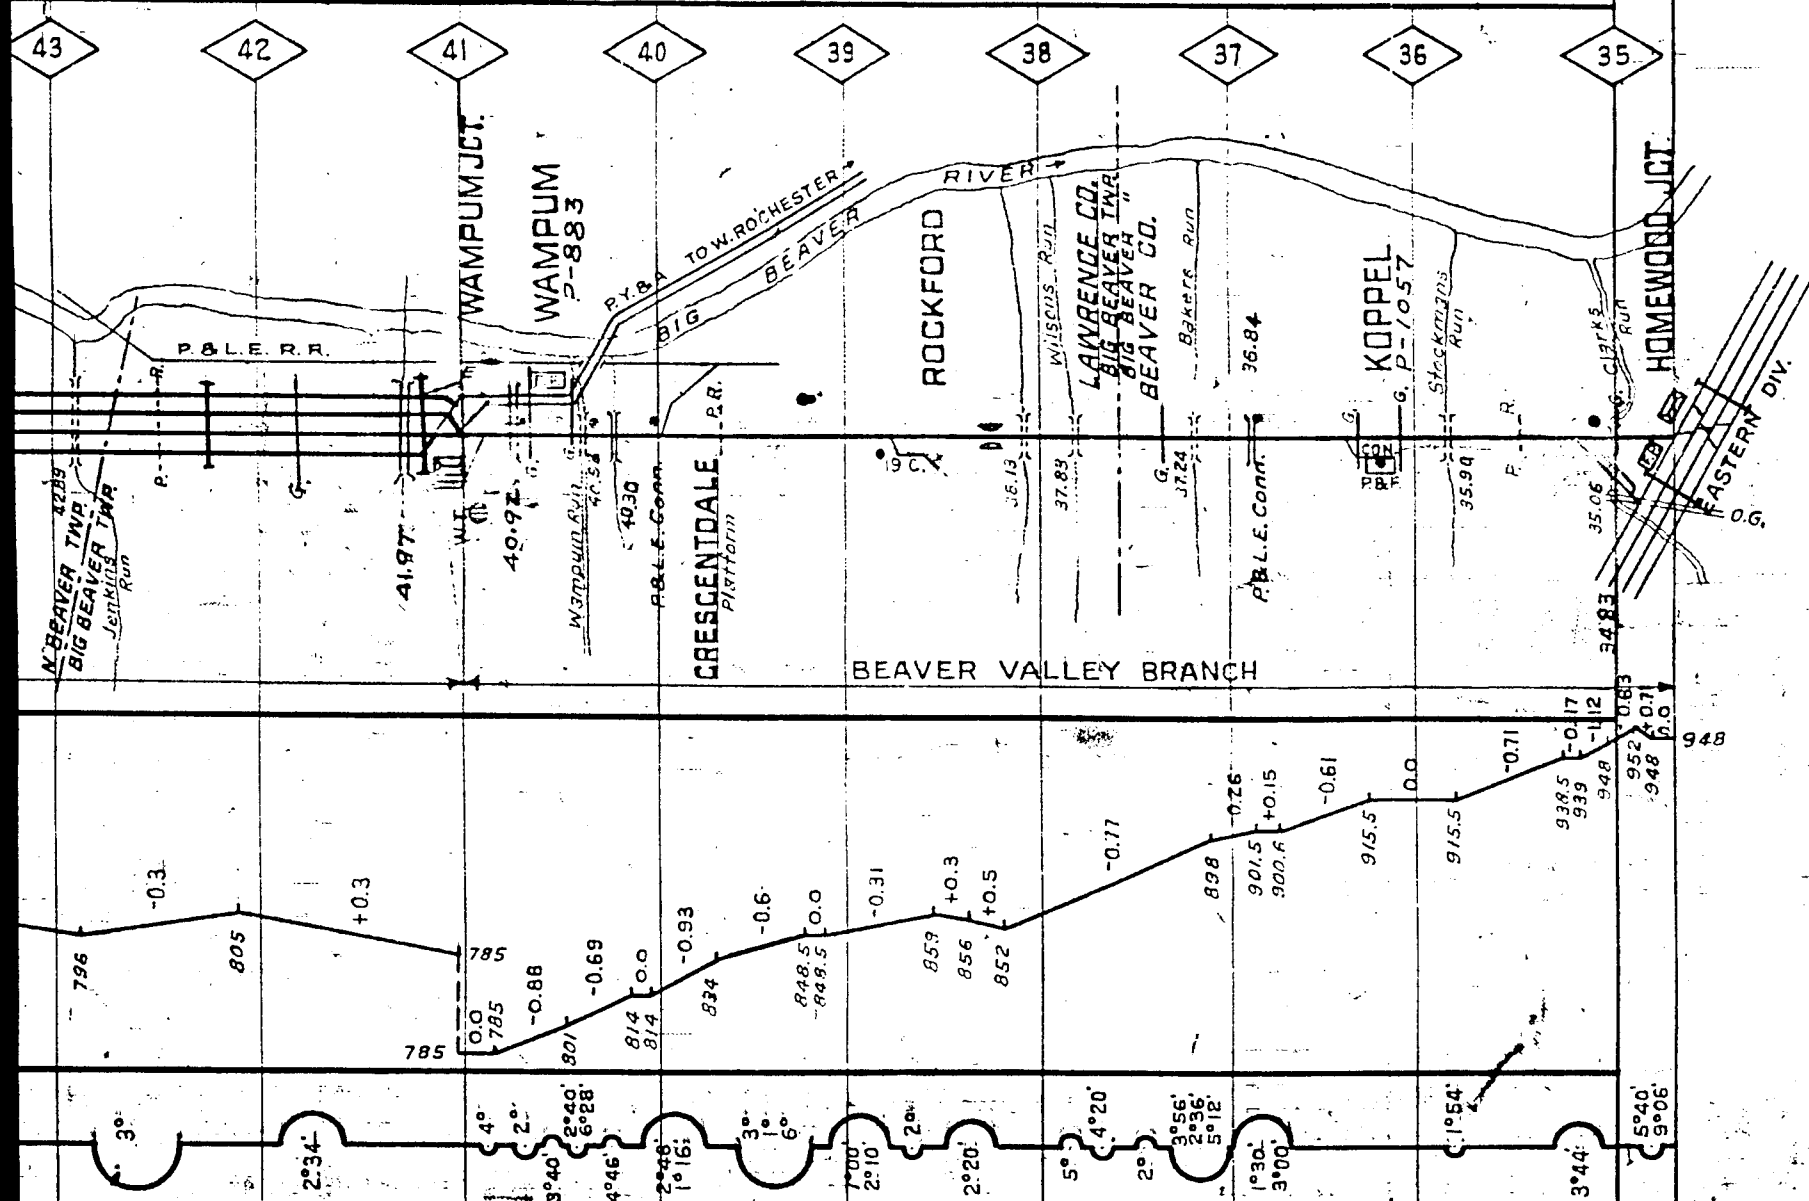 43
42
41
40
39
38
37
36
35
WAMPUM JCT.
WAMPUM
P-883
P.Y.& A
TO W. ROCHESTER
BIG BEAVER RIVER
ROCKFORD
Wilsons Run
LAWRENCE CO.
BIG BEAVER TWP.
BIG BEAVER "
BEAVER CO.
Bakers Run
36.84
KOPPEL
P-1057
Stockmans
Run
Clarks
Run
HOMEWOOD JCT.
P. & L. E. R. R.
R.
P.R.
G.
G.
R.
G.
42.89
P.
G.
41.97
W.T.
40.92
G.
G.
40.30
19 C.
38.13
37.83
G.
37.24
CON.
P&F
35.90
P.
35.06
F.B.
EASTERN DIV.
O.G.
N. BEAVER TWP.
BIG BEAVER TWP.
Jenkins
Run
Wampum Run
P.& L.E. Conn.
CRESCENTDALE
Platform
P.& L.E. Conn.
34.83
BEAVER VALLEY BRANCH
-0.3
+0.3
0.0
-0.88
-0.69
0.0
-0.93
-0.6
0.0
-0.31
+0.3
+0.5
-0.77
-0.26
+0.15
-0.61
0.0
-0.71
-0.17
-1.12
-0.63
+0.71
0.0
796
805
785
785
785
801
814
814
834
848.5
848.5
859
856
852
898
901.5
900.6
915.5
915.5
938.5
939
948
952
948
948
3°
2°34'
4°
2°
3°40'
2°40'
6°28'
4°46'
2°48'
1°16'
3°
1°
6°
7°00'
2°10'
2°
2°20'
5°
4°20'
2°
3°56'
2°36'
5°12'
1°30'
3°00'
1°54'
3°44'
5°40'
9°06'